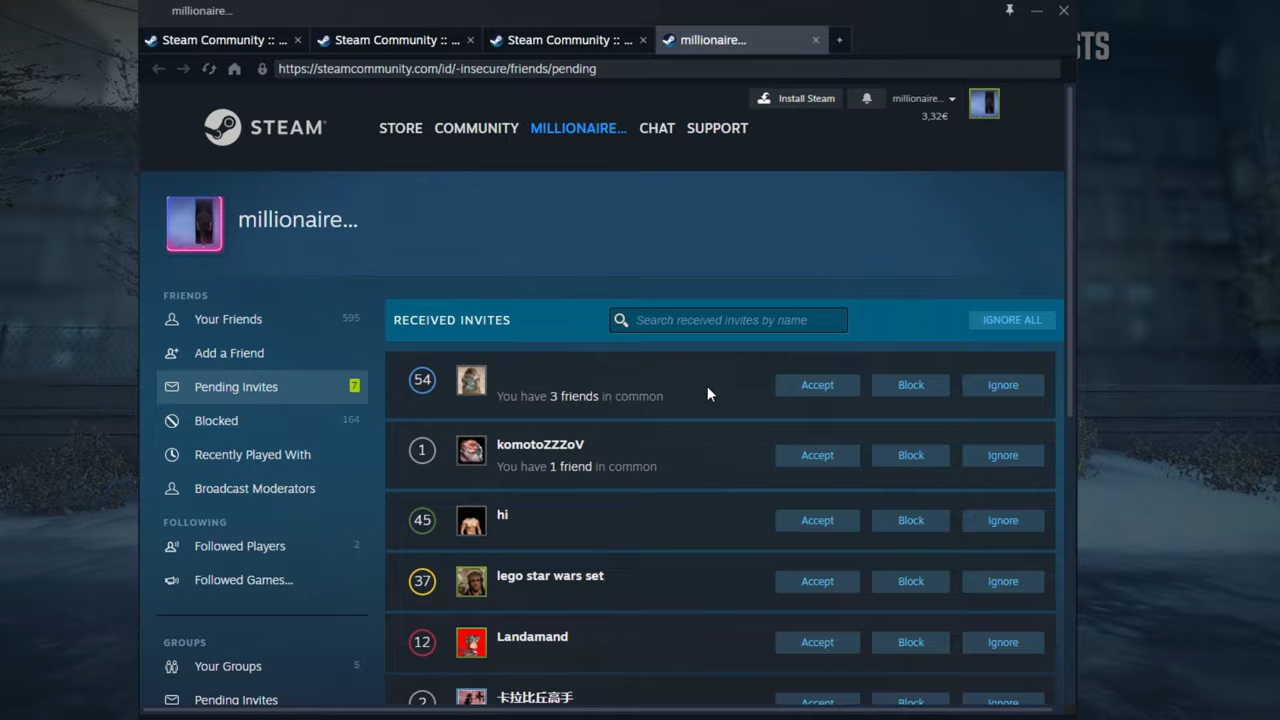 millionaire...
STS
Steam Community :: ...
Steam Community :: ...
Steam Community :: ...
millionaire...
https://steamcommunity.com/id/-insecure/friends/pending
Install Steam
millionaire...
3,32€
STEAM®
STORE
COMMUNITY
MILLIONAIRE...
CHAT
SUPPORT
millionaire...
FRIENDS
Your Friends 595
Add a Friend
Pending Invites 7
Blocked 164
Recently Played With
Broadcast Moderators
FOLLOWING
Followed Players 2
Followed Games...
GROUPS
Your Groups 5
Pending Invites
RECEIVED INVITES
Search received invites by name
IGNORE ALL
54
You have 3 friends in common
Accept
Block
Ignore
1
komotoZZZoV
You have 1 friend in common
Accept
Block
Ignore
45
hi
Accept
Block
Ignore
37
lego star wars set
Accept
Block
Ignore
12
Landamand
Accept
Block
Ignore
2
卡拉比丘高手
Accept
Block
Ignore